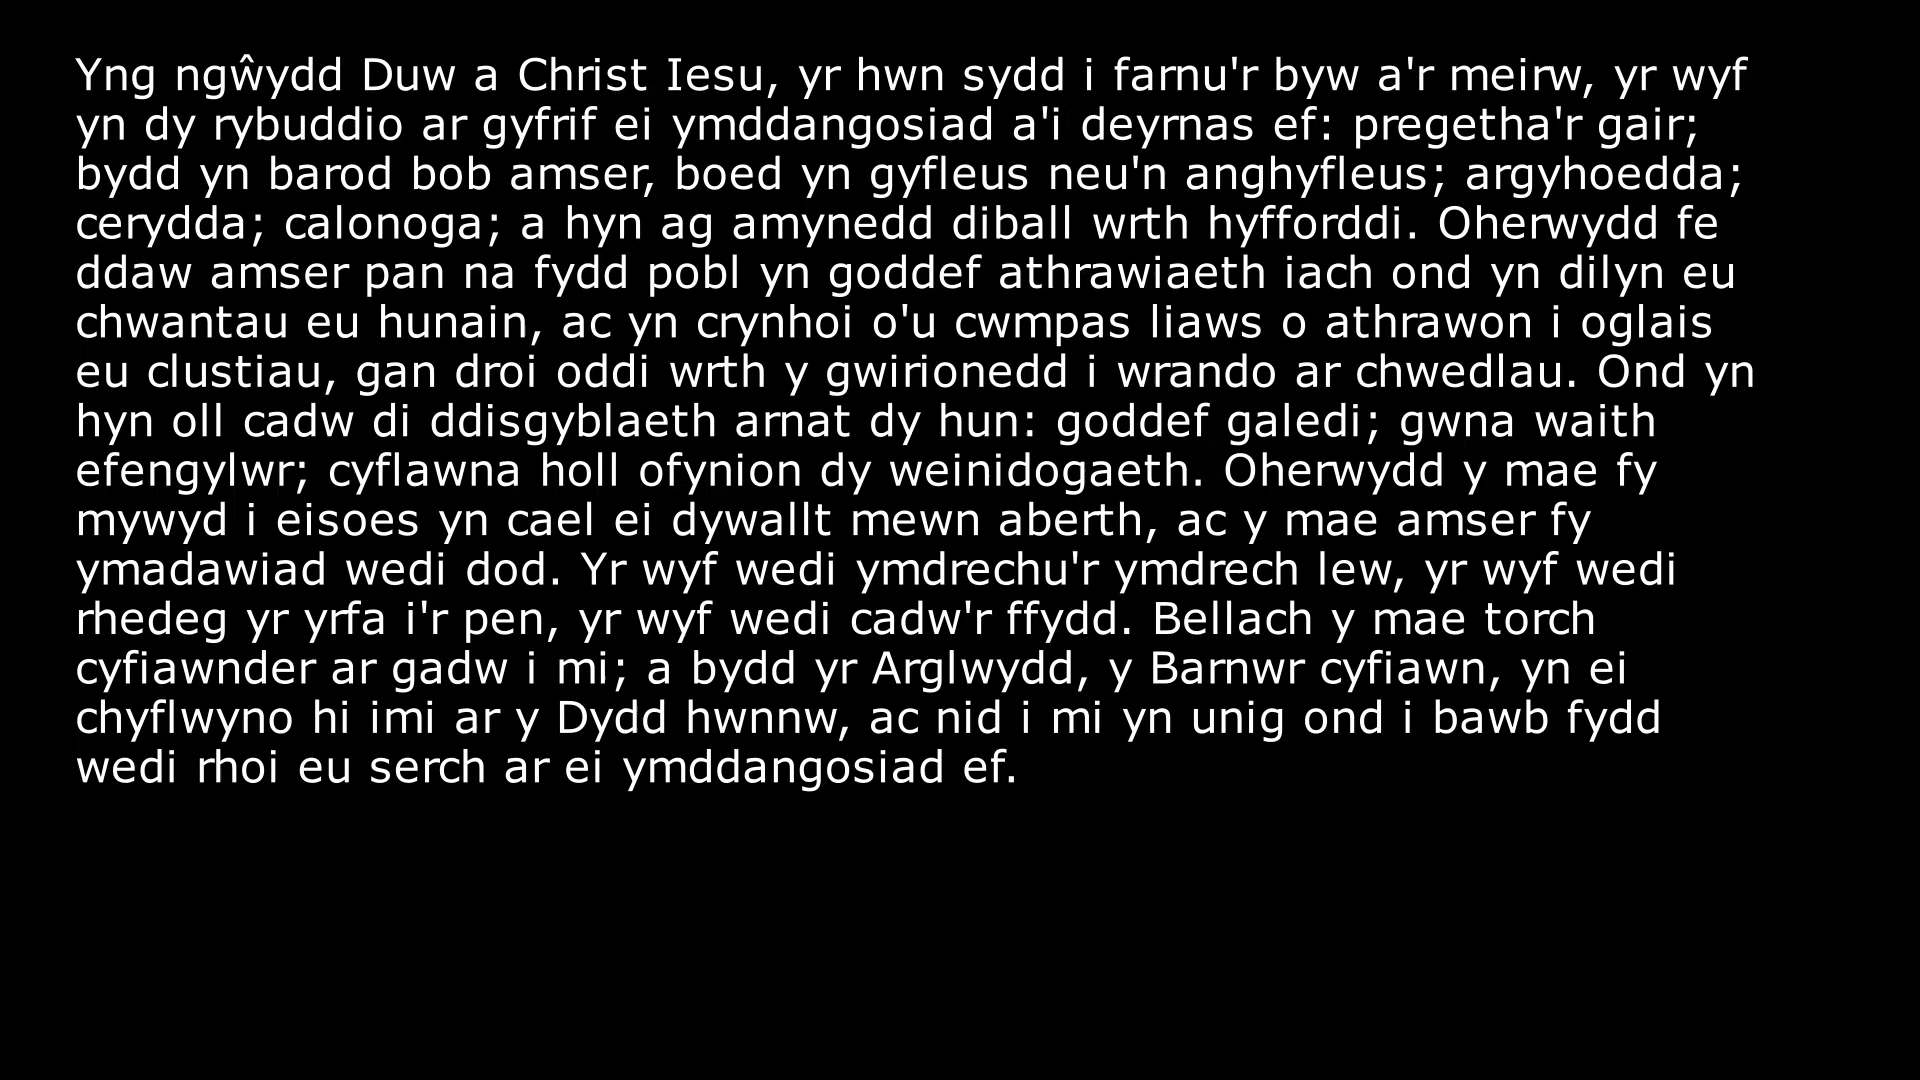 Yng ngŵydd Duw a Christ Iesu, yr hwn sydd i farnu'r byw a'r meirw, yr wyf
yn dy rybuddio ar gyfrif ei ymddangosiad a'i deyrnas ef: pregetha'r gair;
bydd yn barod bob amser, boed yn gyfleus neu'n anghyfleus; argyhoedda;
cerydda; calonoga; a hyn ag amynedd diball wrth hyfforddi. Oherwydd fe
ddaw amser pan na fydd pobl yn goddef athrawiaeth iach ond yn dilyn eu
chwantau eu hunain, ac yn crynhoi o'u cwmpas liaws o athrawon i oglais
eu clustiau, gan droi oddi wrth y gwirionedd i wrando ar chwedlau. Ond yn
hyn oll cadw di ddisgyblaeth arnat dy hun: goddef galedi; gwna waith
efengylwr; cyflawna holl ofynion dy weinidogaeth. Oherwydd y mae fy
mywyd i eisoes yn cael ei dywallt mewn aberth, ac y mae amser fy
ymadawiad wedi dod. Yr wyf wedi ymdrechu'r ymdrech lew, yr wyf wedi
rhedeg yr yrfa i'r pen, yr wyf wedi cadw'r ffydd. Bellach y mae torch
cyfiawnder ar gadw i mi; a bydd yr Arglwydd, y Barnwr cyfiawn, yn ei
chyflwyno hi imi ar y Dydd hwnnw, ac nid i mi yn unig ond i bawb fydd
wedi rhoi eu serch ar ei ymddangosiad ef.